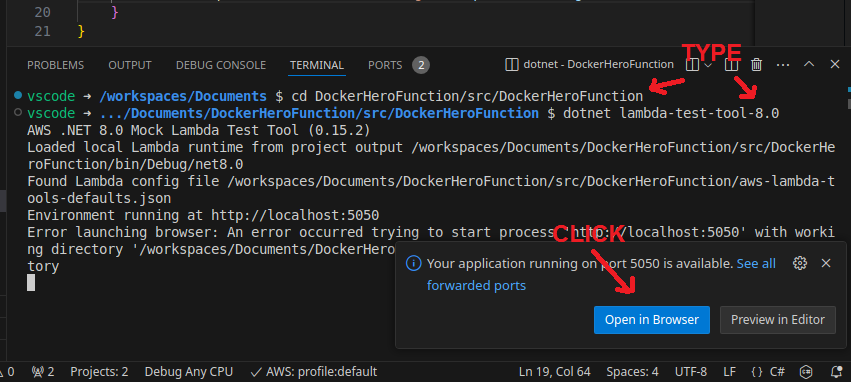 20 }
21 }
TYPE
PROBLEMS OUTPUT DEBUG CONSOLE TERMINAL PORTS 2 dotnet - DockerHeroFunction
vscode → /workspaces/Documents $ cd DockerHeroFunction/src/DockerHeroFunction
vscode → .../Documents/DockerHeroFunction/src/DockerHeroFunction $ dotnet lambda-test-tool-8.0
AWS .NET 8.0 Mock Lambda Test Tool (0.15.2)
Loaded local Lambda runtime from project output /workspaces/Documents/DockerHeroFunction/src/DockerHe
roFunction/bin/Debug/net8.0
Found Lambda config file /workspaces/Documents/DockerHeroFunction/src/DockerHeroFunction/aws-lambda-t
ools-defaults.json
Environment running at http://localhost:5050
Error launching browser: An error occurred trying to start process 'http://localhost:5050' with worki
CLICK
ng directory '/workspaces/Documents/DockerHero
tory
Your application running on port 5050 is available. See all
forwarded ports
Open in Browser Preview in Editor
0 2 Projects: 2 Debug Any CPU AWS: profile:default Ln 19, Col 64 Spaces: 4 UTF-8 LF {} C#